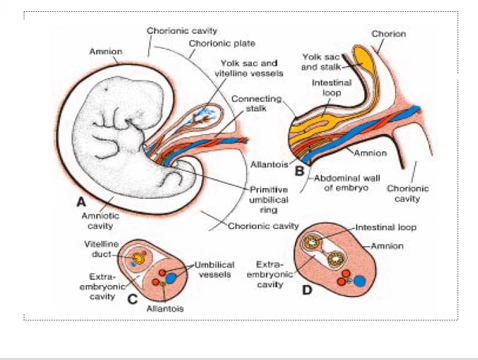 Chorionic cavity
Chorionic plate
Amnion
Yolk sac and
vitelline vessels
Connecting
stalk
Primitive
umbilical
ring
Chorionic cavity
A
Amniotic
cavity
Chorion
Yolk sac
and stalk
Intestinal
loop
Allantois
B
Amnion
Abdominal wall
of embryo
Chorionic
cavity
Vitelline
duct
Extra-
embryonic
cavity
C
Umbilical
vessels
Allantois
Intestinal loop
Amnion
Extra-
embryonic
cavity
D